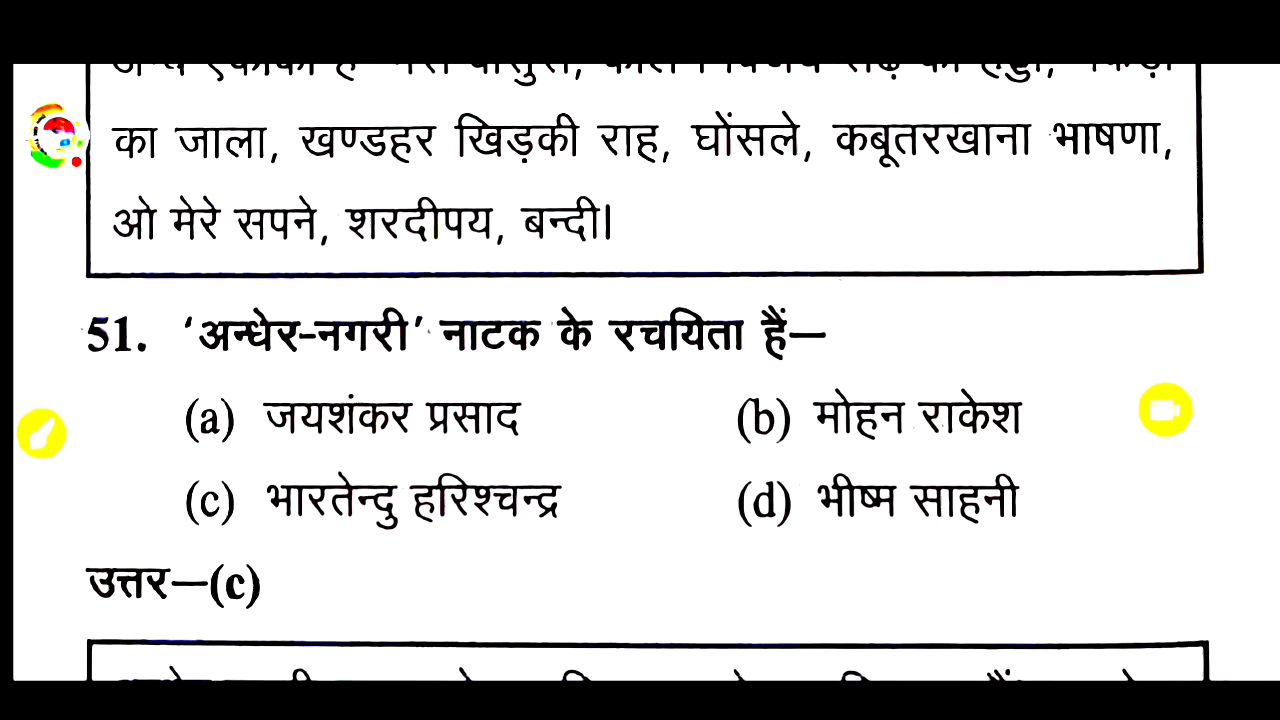 का जाला, खण्डहर खिड़की राह, घोंसले, कबूतरखाना भाषणा,
ओ मेरे सपने, शरदीपय, बन्दी।
51. ‘अन्धेर-नगरी’ नाटक के रचयिता हैं—
(a) जयशंकर प्रसाद (b) मोहन राकेश
(c) भारतेन्दु हरिश्चन्द्र (d) भीष्म साहनी
उत्तर—(c)